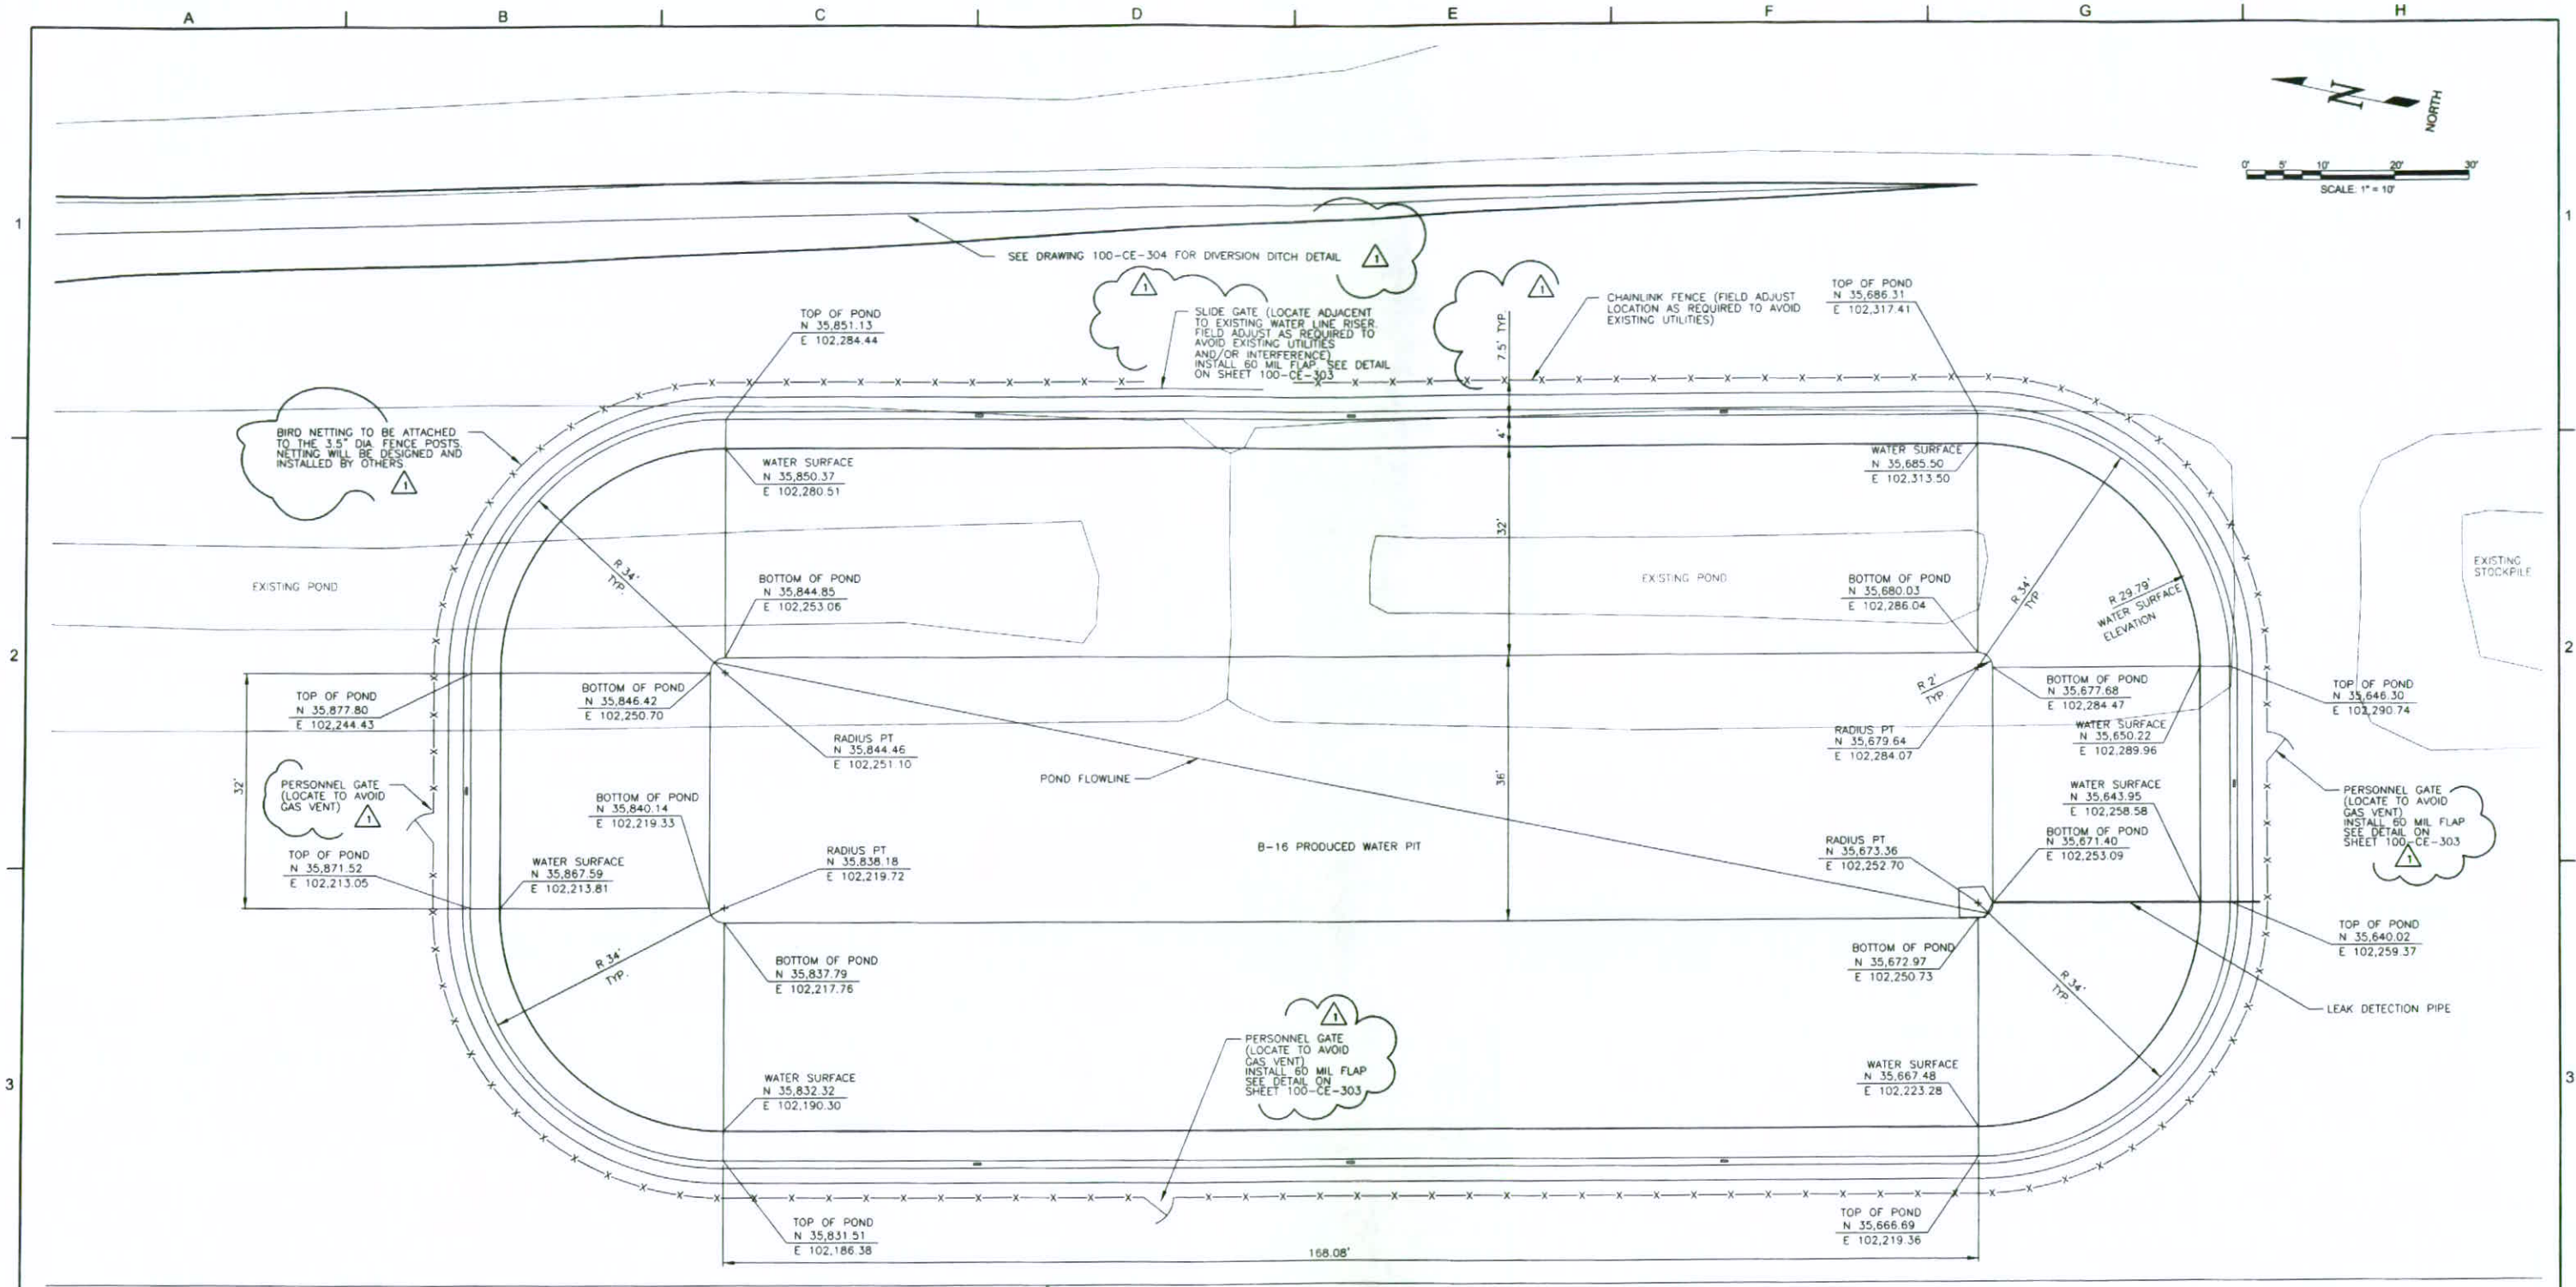 A
B
C
D
E
F
G
H
N
NORTH
0'
5'
10'
20'
30'
SCALE: 1" = 10'
1
1
SEE DRAWING 100-CE-304 FOR DIVERSION DITCH DETAIL
1
1
SLIDE GATE (LOCATE ADJACENT
TO EXISTING WATER LINE RISER.
FIELD ADJUST AS REQUIRED TO
AVOID EXISTING UTILITIES
AND/OR INTERFERENCE)
INSTALL 60 MIL FLAP SEE DETAIL
ON SHEET 100-CE-303
1
7.5' TYP.
CHAINLINK FENCE (FIELD ADJUST
LOCATION AS REQUIRED TO AVOID
EXISTING UTILITIES)
TOP OF POND
N 35,686.31
E 102,317.41
TOP OF POND
N 35,851.13
E 102,284.44
BIRD NETTING TO BE ATTACHED
TO THE 3.5" DIA. FENCE POSTS.
NETTING WILL BE DESIGNED AND
INSTALLED BY OTHERS
1
4'
WATER SURFACE
N 35,850.37
E 102,280.51
WATER SURFACE
N 35,685.50
E 102,313.50
32'
R 34'
TYP.
EXISTING POND
BOTTOM OF POND
N 35,844.85
E 102,253.06
EXISTING POND
BOTTOM OF POND
N 35,680.03
E 102,286.04
R 34'
TYP.
R 29.79'
WATER SURFACE
ELEVATION
EXISTING
STOCKPILE
2
2
TOP OF POND
N 35,877.80
E 102,244.43
BOTTOM OF POND
N 35,846.42
E 102,250.70
R 2'
TYP.
BOTTOM OF POND
N 35,677.68
E 102,284.47
TOP OF POND
N 35,646.30
E 102,290.74
RADIUS PT
N 35,844.46
E 102,251.10
RADIUS PT
N 35,679.64
E 102,284.07
WATER SURFACE
N 35,650.22
E 102,289.96
32'
PERSONNEL GATE
(LOCATE TO AVOID
GAS VENT)
1
POND FLOWLINE
36'
BOTTOM OF POND
N 35,840.14
E 102,219.33
WATER SURFACE
N 35,643.95
E 102,258.58
PERSONNEL GATE
(LOCATE TO AVOID
GAS VENT)
INSTALL 60 MIL FLAP
SEE DETAIL ON
SHEET 100-CE-303
1
TOP OF POND
N 35,871.52
E 102,213.05
WATER SURFACE
N 35,867.59
E 102,213.81
RADIUS PT
N 35,838.18
E 102,219.72
B-16 PRODUCED WATER PIT
RADIUS PT
N 35,673.36
E 102,252.70
BOTTOM OF POND
N 35,671.40
E 102,253.09
R 34'
TYP.
BOTTOM OF POND
N 35,837.79
E 102,217.76
BOTTOM OF POND
N 35,672.97
E 102,250.73
TOP OF POND
N 35,640.02
E 102,259.37
R 34'
TYP.
LEAK DETECTION PIPE
1
PERSONNEL GATE
(LOCATE TO AVOID
GAS VENT)
INSTALL 60 MIL FLAP
SEE DETAIL ON
SHEET 100-CE-303
3
3
WATER SURFACE
N 35,832.32
E 102,190.30
WATER SURFACE
N 35,667.48
E 102,223.28
TOP OF POND
N 35,831.51
E 102,186.38
TOP OF POND
N 35,666.69
E 102,219.36
168.08'